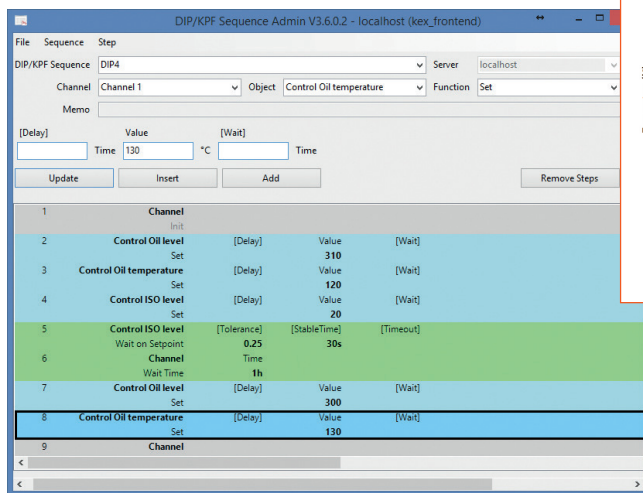 DIP/KPF Sequence Admin V3.6.0.2 - localhost (kex_frontend)
File Sequence Step
DIP/KPF Sequence DIP4 Server localhost
Channel Channel 1 Object Control Oil temperature Function Set
Memo
[Delay] Value [Wait]
Time 130 °C Time
Update Insert Add Remove Steps
1 Channel
Init
2 Control Oil level [Delay] Value [Wait]
Set 310
3 Control Oil temperature [Delay] Value [Wait]
Set 120
4 Control ISO level [Delay] Value [Wait]
Set 20
5 Control ISO level [Tolerance] [StableTime] [Timeout]
Wait on Setpoint 0.25 30s
6 Channel Time
Wait Time 1h
7 Control Oil level [Delay] Value [Wait]
Set 300
8 Control Oil temperature [Delay] Value [Wait]
Set 130
9 Channel